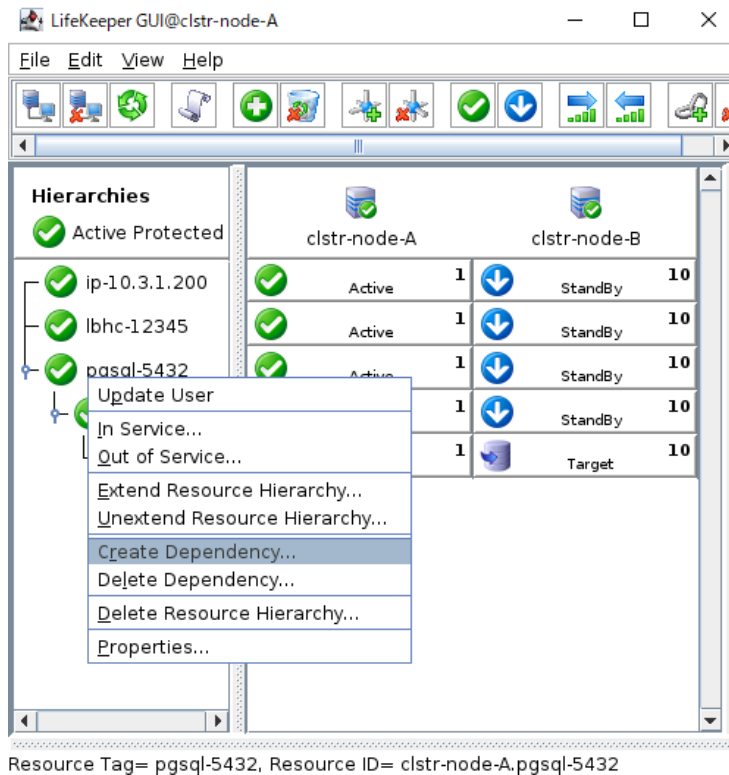 LifeKeeper GUI@clstr-node-A
File Edit View Help
Hierarchies
Active Protected
clstr-node-A
clstr-node-B
ip-10.3.1.200
Active 1
StandBy 10
lbhc-12345
Active 1
StandBy 10
pgsql-5432
Active 1
StandBy 10
1
StandBy 10
1
Target 10
Update User
In Service...
Out of Service...
Extend Resource Hierarchy...
Unextend Resource Hierarchy...
Create Dependency...
Delete Dependency...
Delete Resource Hierarchy...
Properties...
Resource Tag= pgsql-5432, Resource ID= clstr-node-A.pgsql-5432